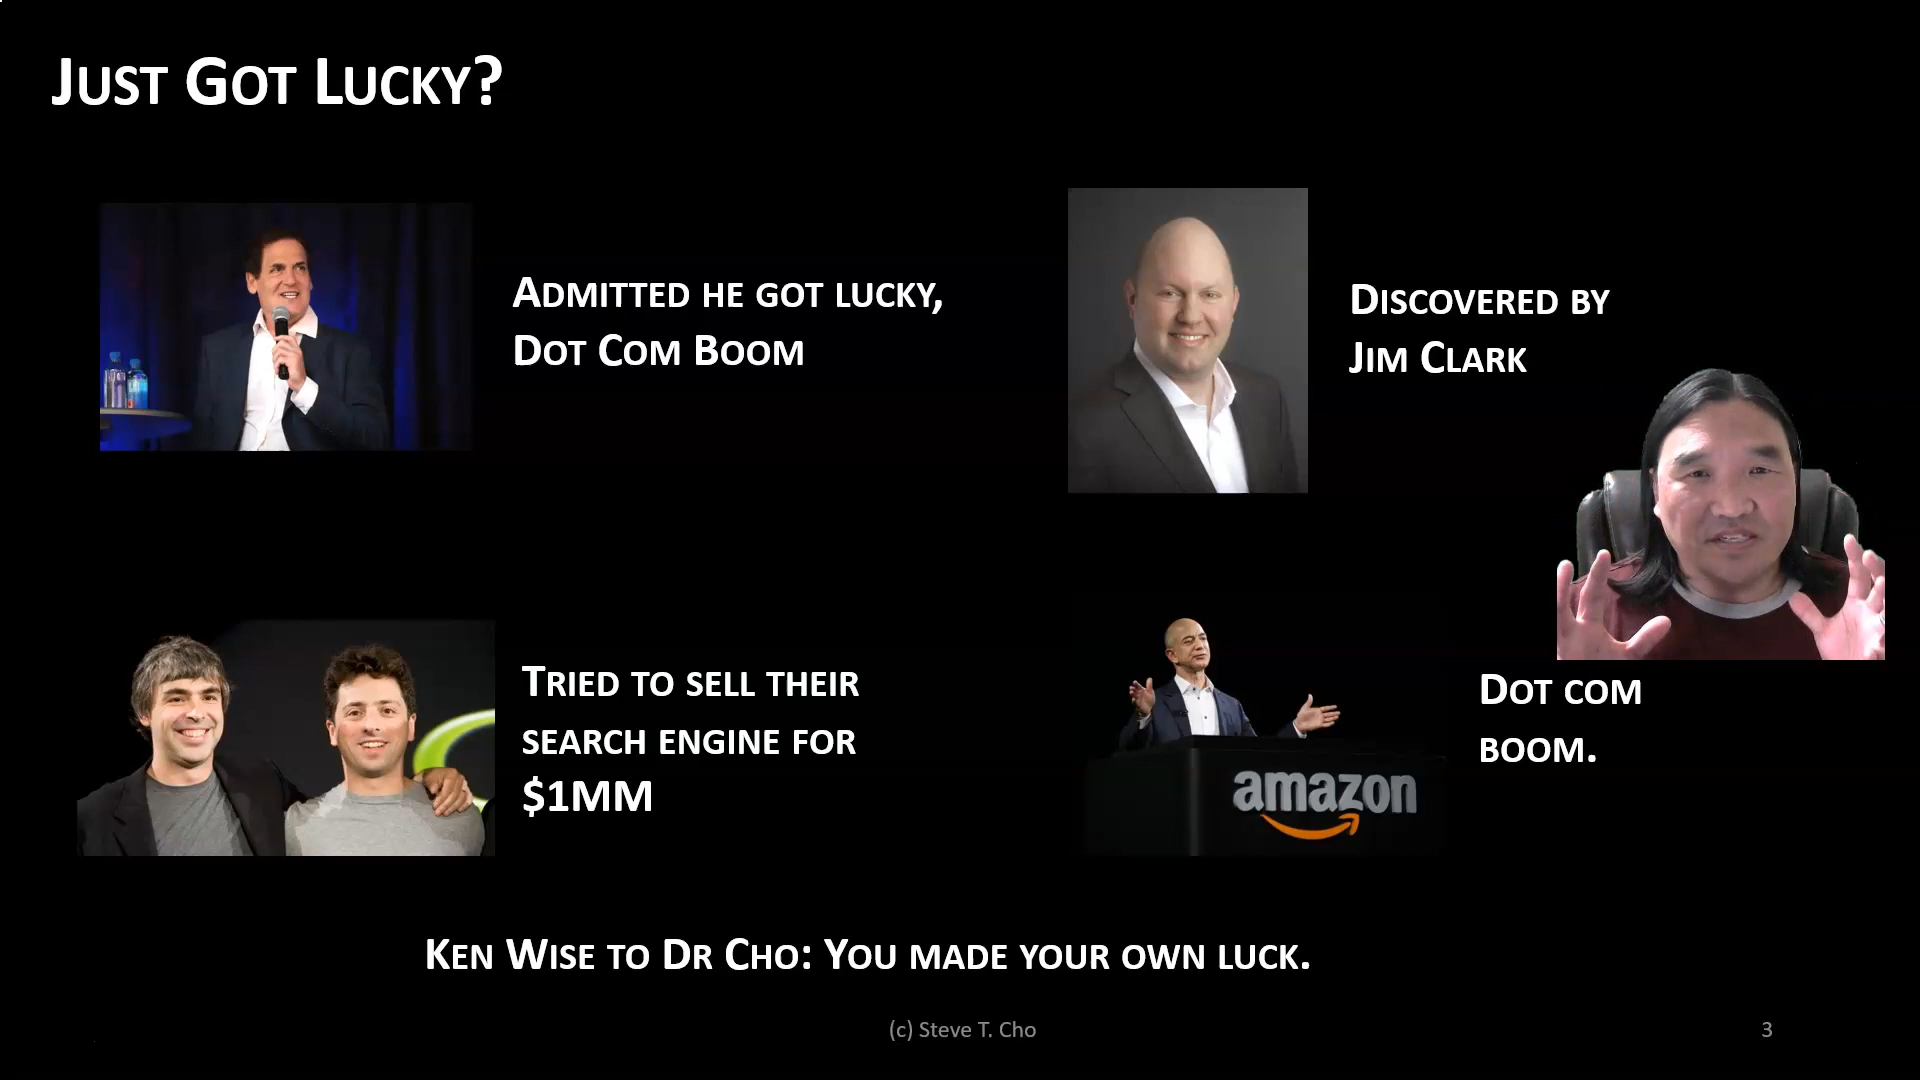 Just Got Lucky?
Admitted he got lucky,
Dot Com Boom
Discovered by
Jim Clark
Tried to sell their
search engine for
$1MM
amazon
Dot com
boom.
Ken Wise to Dr Cho: You made your own luck.
(c) Steve T. Cho
3